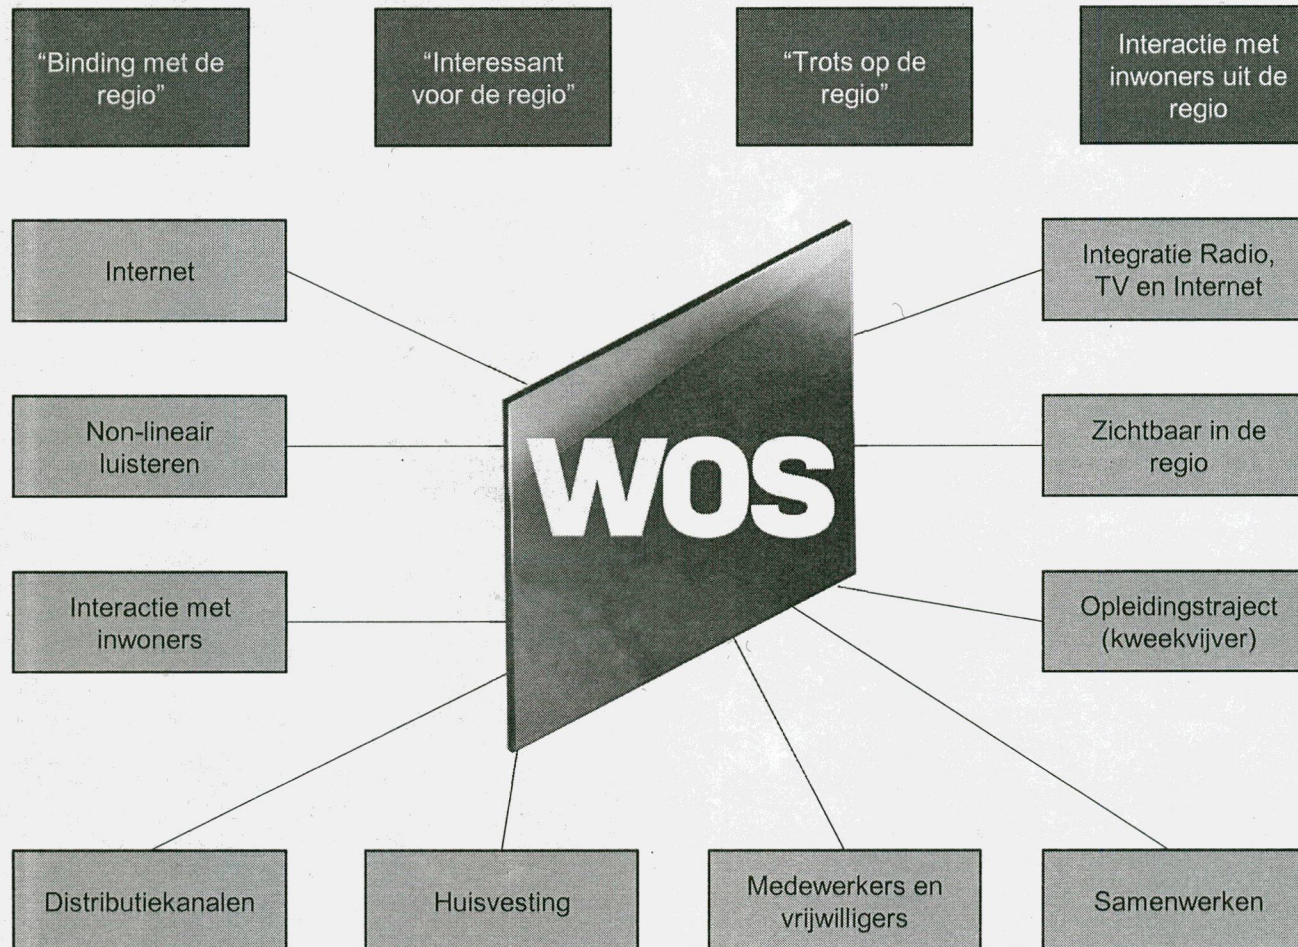 “Binding met de
regio”
“Interessant
voor de regio”
“Trots op de
regio”
Interactie met
inwoners uit de
regio
Internet
Integratie Radio,
TV en Internet
Non-lineair
luisteren
WOS
Zichtbaar in de
regio
Interactie met
inwoners
Opleidingstraject
(kweekvijver)
Distributiekanalen
Huisvesting
Medewerkers en
vrijwilligers
Samenwerken